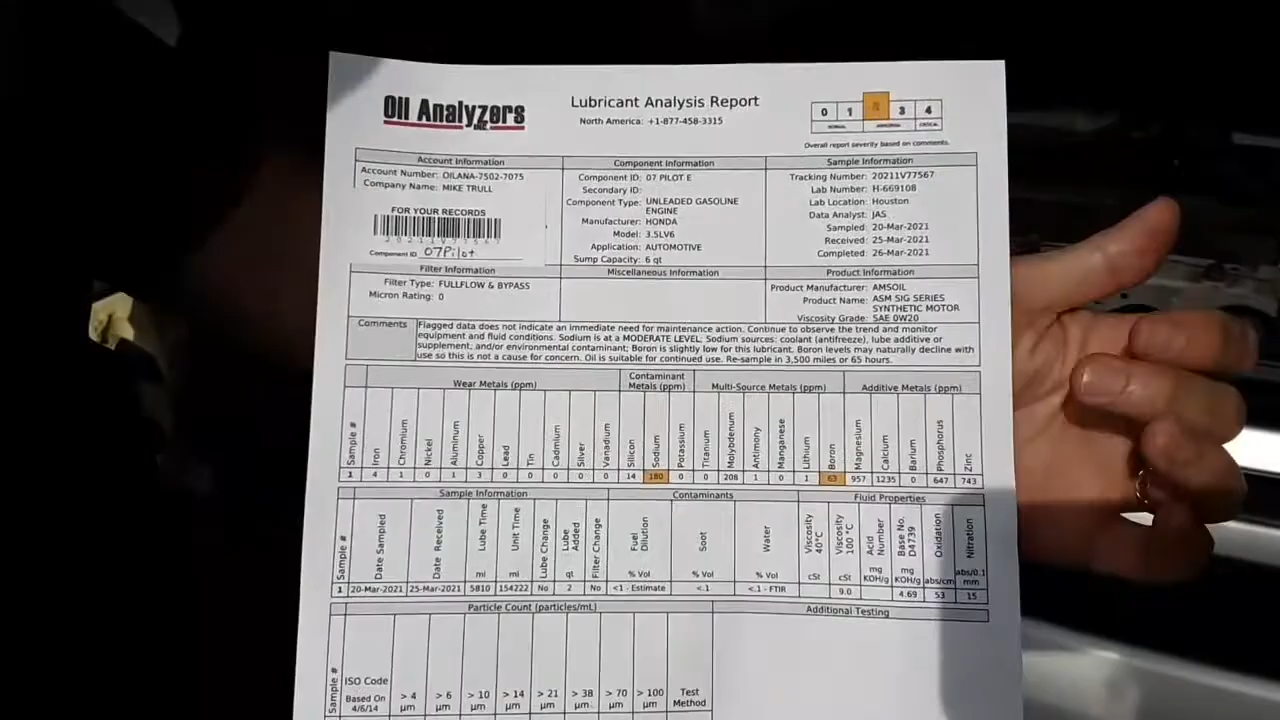 Oil Analyzers
INC.
Lubricant Analysis Report
North America: +1-877-458-3315
0 1 2 3 4
NORMAL ABNORMAL CRITICAL
Overall report severity based on comments.
Account Information
Account Number: OILANA-7502-7075
Company Name: MIKE TRULL
FOR YOUR RECORDS
Component ID 07Pilot
Component Information
Component ID: 07 PILOT E
Secondary ID:
Component Type: UNLEADED GASOLINE
ENGINE
Manufacturer: HONDA
Model: 3.5LV6
Application: AUTOMOTIVE
Sump Capacity: 6 qt
Sample Information
Tracking Number: 20211V77567
Lab Number: H-669108
Lab Location: Houston
Data Analyst: JAS
Sampled: 20-Mar-2021
Received: 25-Mar-2021
Completed: 26-Mar-2021
Filter Information
Filter Type: FULLFLOW & BYPASS
Micron Rating: 0
Miscellaneous Information
Product Information
Product Manufacturer: AMSOIL
Product Name: ASM SIG SERIES
SYNTHETIC MOTOR
Viscosity Grade: SAE 0W20
Comments
Flagged data does not indicate an immediate need for maintenance action. Continue to observe the trend and monitor
equipment and fluid conditions. Sodium is at a MODERATE LEVEL; Sodium sources: coolant (antifreeze), lube additive or
supplement, and/or environmental contaminant; Boron is slightly low for this lubricant. Boron levels may naturally decline with
use so this is not a cause for concern. Oil is suitable for continued use. Re-sample in 3,500 miles or 65 hours.
Wear Metals (ppm) Contaminant Metals (ppm) Multi-Source Metals (ppm) Additive Metals (ppm)
Sample # Iron Chromium Nickel Aluminum Copper Lead Tin Cadmium Silver Vanadium Silicon Sodium Potassium Titanium Molybdenum Antimony Manganese Lithium Boron Magnesium Calcium Barium Phosphorus Zinc
1 4 1 0 1 3 0 0 0 0 0 14 180 0 0 208 1 0 1 63 957 1235 0 647 743
Sample Information Contaminants Fluid Properties
Sample # Date Sampled Date Received Lube Time Unit Time Lube Change Lube Added Filter Change Fuel Dilution Soot Water Viscosity 40°C Viscosity 100 °C Acid Number Base No. D4739 Oxidation Nitration
ml ml qt % Vol % Vol % Vol cSt cSt mg KOH/g mg KOH/g abs/cm abs/0.1 mm
1 20-Mar-2021 25-Mar-2021 5810 154222 No 2 No <1 - Estimate <.1 <.1 - FTIR 9.0 4.69 53 15
Particle Count (particles/mL) Additional Testing
Sample # ISO Code Based On 4/6/14 > 4 µm > 6 µm > 10 µm > 14 µm > 21 µm > 38 µm > 70 µm > 100 µm Test Method